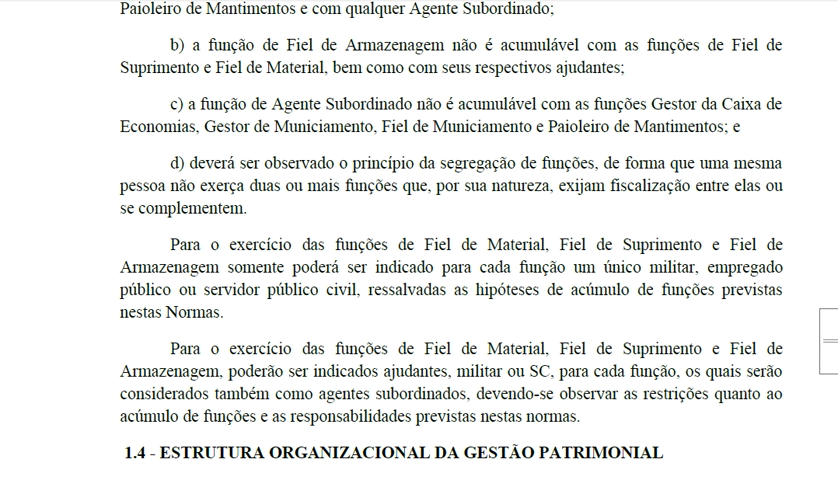 Paioleiro de Mantimentos e com qualquer Agente Subordinado;
b) a função de Fiel de Armazenagem não é acumulável com as funções de Fiel de
Suprimento e Fiel de Material, bem como com seus respectivos ajudantes;
c) a função de Agente Subordinado não é acumulável com as funções Gestor da Caixa de
Economias, Gestor de Municiamento, Fiel de Municiamento e Paioleiro de Mantimentos; e
d) deverá ser observado o princípio da segregação de funções, de forma que uma mesma
pessoa não exerça duas ou mais funções que, por sua natureza, exijam fiscalização entre elas ou
se complementem.
Para o exercício das funções de Fiel de Material, Fiel de Suprimento e Fiel de
Armazenagem somente poderá ser indicado para cada função um único militar, empregado
público ou servidor público civil, ressalvadas as hipóteses de acúmulo de funções previstas
nestas Normas.
Para o exercício das funções de Fiel de Material, Fiel de Suprimento e Fiel de
Armazenagem, poderão ser indicados ajudantes, militar ou SC, para cada função, os quais serão
considerados também como agentes subordinados, devendo-se observar as restrições quanto ao
acúmulo de funções e as responsabilidades previstas nestas normas.
1.4 - ESTRUTURA ORGANIZACIONAL DA GESTÃO PATRIMONIAL